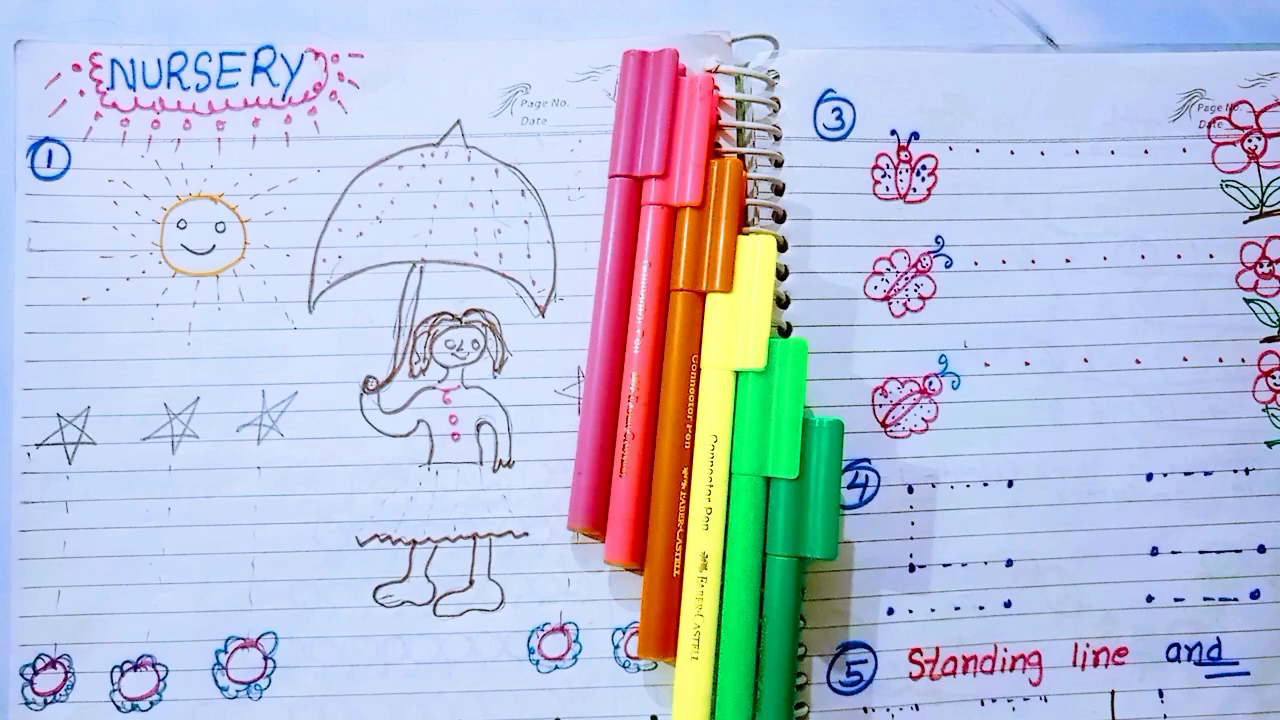 NURSERY
Page No.
Date
①
Connector Pen
Connector Pen FABER-CASTELL
Connector Pen FABER-CASTELL
Page No.
Date
③
④
⑤ Standing line and